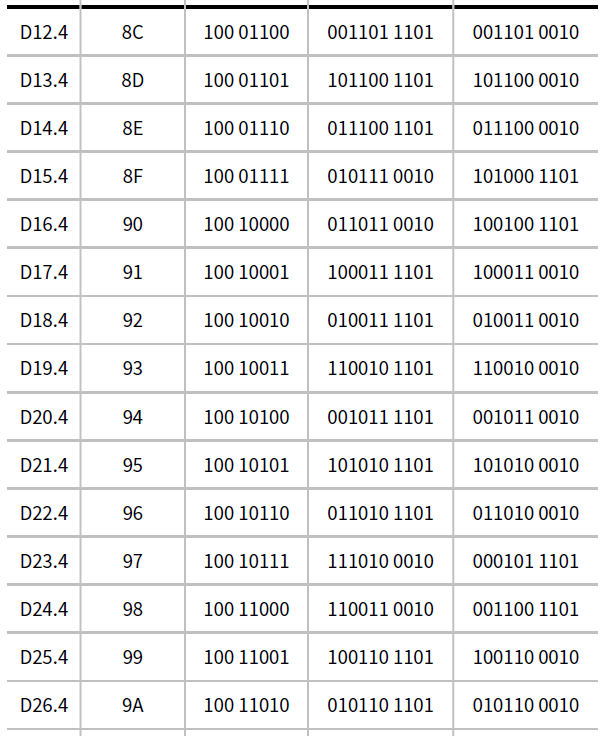 D12.4 8C 100 01100 001101 1101 001101 0010
D13.4 8D 100 01101 101100 1101 101100 0010
D14.4 8E 100 01110 011100 1101 011100 0010
D15.4 8F 100 01111 010111 0010 101000 1101
D16.4 90 100 10000 011011 0010 100100 1101
D17.4 91 100 10001 100011 1101 100011 0010
D18.4 92 100 10010 010011 1101 010011 0010
D19.4 93 100 10011 110010 1101 110010 0010
D20.4 94 100 10100 001011 1101 001011 0010
D21.4 95 100 10101 101010 1101 101010 0010
D22.4 96 100 10110 011010 1101 011010 0010
D23.4 97 100 10111 111010 0010 000101 1101
D24.4 98 100 11000 110011 0010 001100 1101
D25.4 99 100 11001 100110 1101 100110 0010
D26.4 9A 100 11010 010110 1101 010110 0010